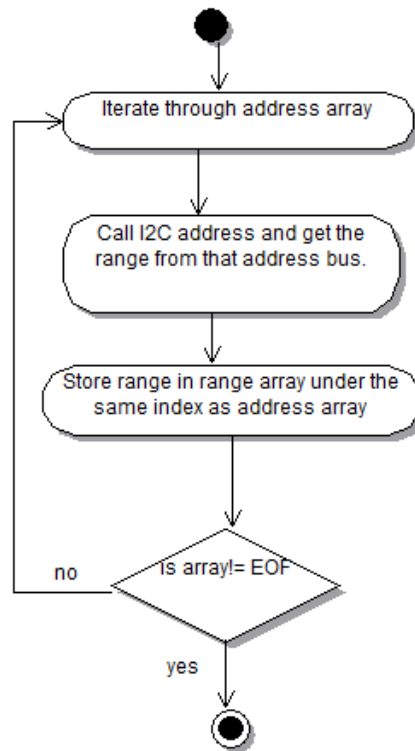 Iterate through address array
Call I2C address and get the
range from that address bus.
Store range in range array under the
same index as address array
is array!= EOF
no
yes